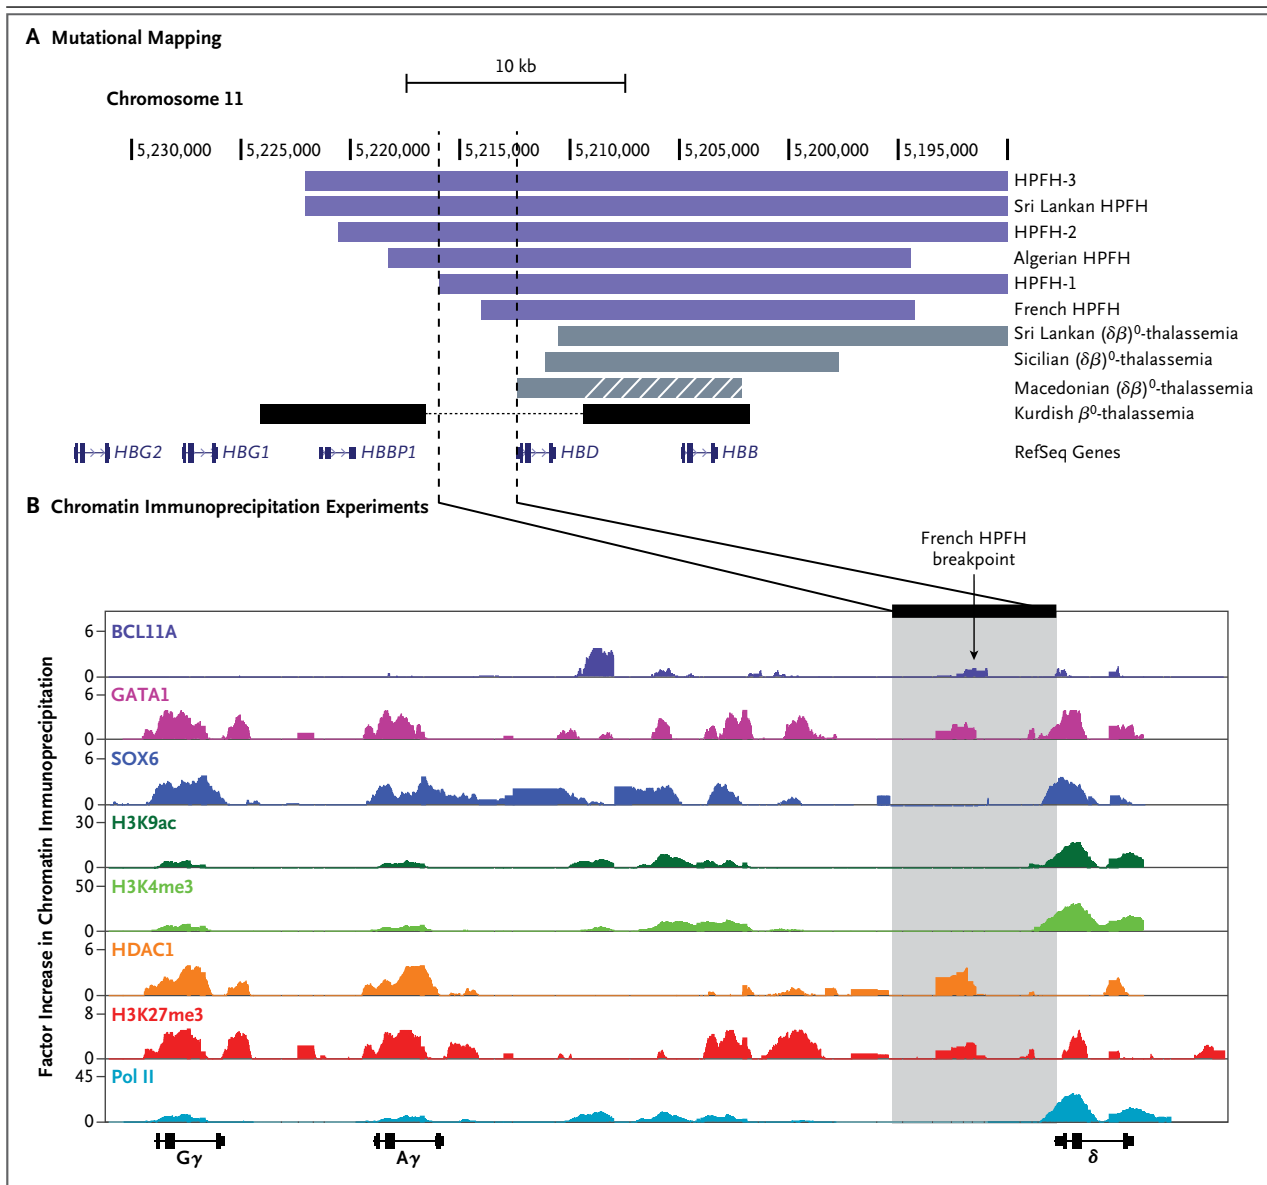 A Mutational Mapping
10 kb
Chromosome 11
5,230,000 5,225,000 5,220,000 5,215,000 5,210,000 5,205,000 5,200,000 5,195,000
HPFH-3
Sri Lankan HPFH
HPFH-2
Algerian HPFH
HPFH-1
French HPFH
Sri Lankan (δβ)⁰-thalassemia
Sicilian (δβ)⁰-thalassemia
Macedonian (δβ)⁰-thalassemia
Kurdish β⁰-thalassemia
HBG2 HBG1 HBBP1 HBD HBB RefSeq Genes
B Chromatin Immunoprecipitation Experiments
French HPFH
breakpoint
Factor Increase in Chromatin Immunoprecipitation
6
BCL11A
0
6
GATA1
0
6
SOX6
0
30
H3K9ac
0
50
H3K4me3
0
6
HDAC1
0
8
H3K27me3
0
45
Pol II
0
Gγ Aγ δ